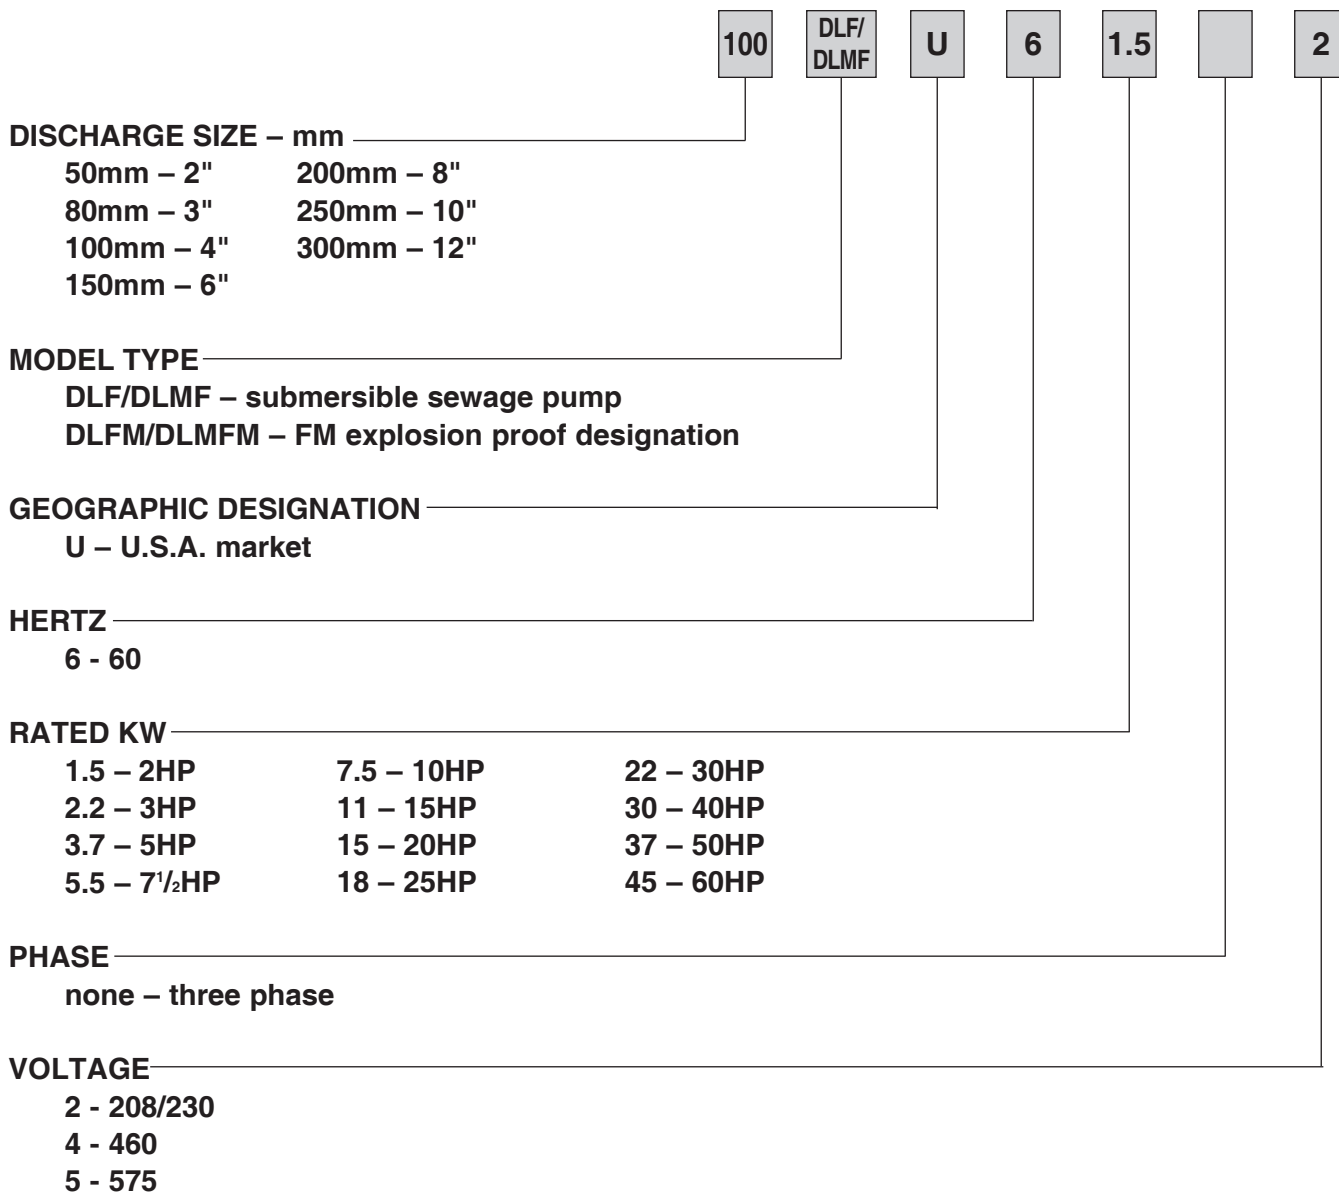 100 DLF/ DLMF U 6 1.5 2
DISCHARGE SIZE – mm
50mm – 2" 200mm – 8"
80mm – 3" 250mm – 10"
100mm – 4" 300mm – 12"
150mm – 6"
MODEL TYPE
DLF/DLMF – submersible sewage pump
DLFM/DLMFM – FM explosion proof designation
GEOGRAPHIC DESIGNATION
U – U.S.A. market
HERTZ
6 - 60
RATED KW
1.5 – 2HP 7.5 – 10HP 22 – 30HP
2.2 – 3HP 11 – 15HP 30 – 40HP
3.7 – 5HP 15 – 20HP 37 – 50HP
5.5 – 7¹/₂HP 18 – 25HP 45 – 60HP
PHASE
none – three phase
VOLTAGE
2 - 208/230
4 - 460
5 - 575